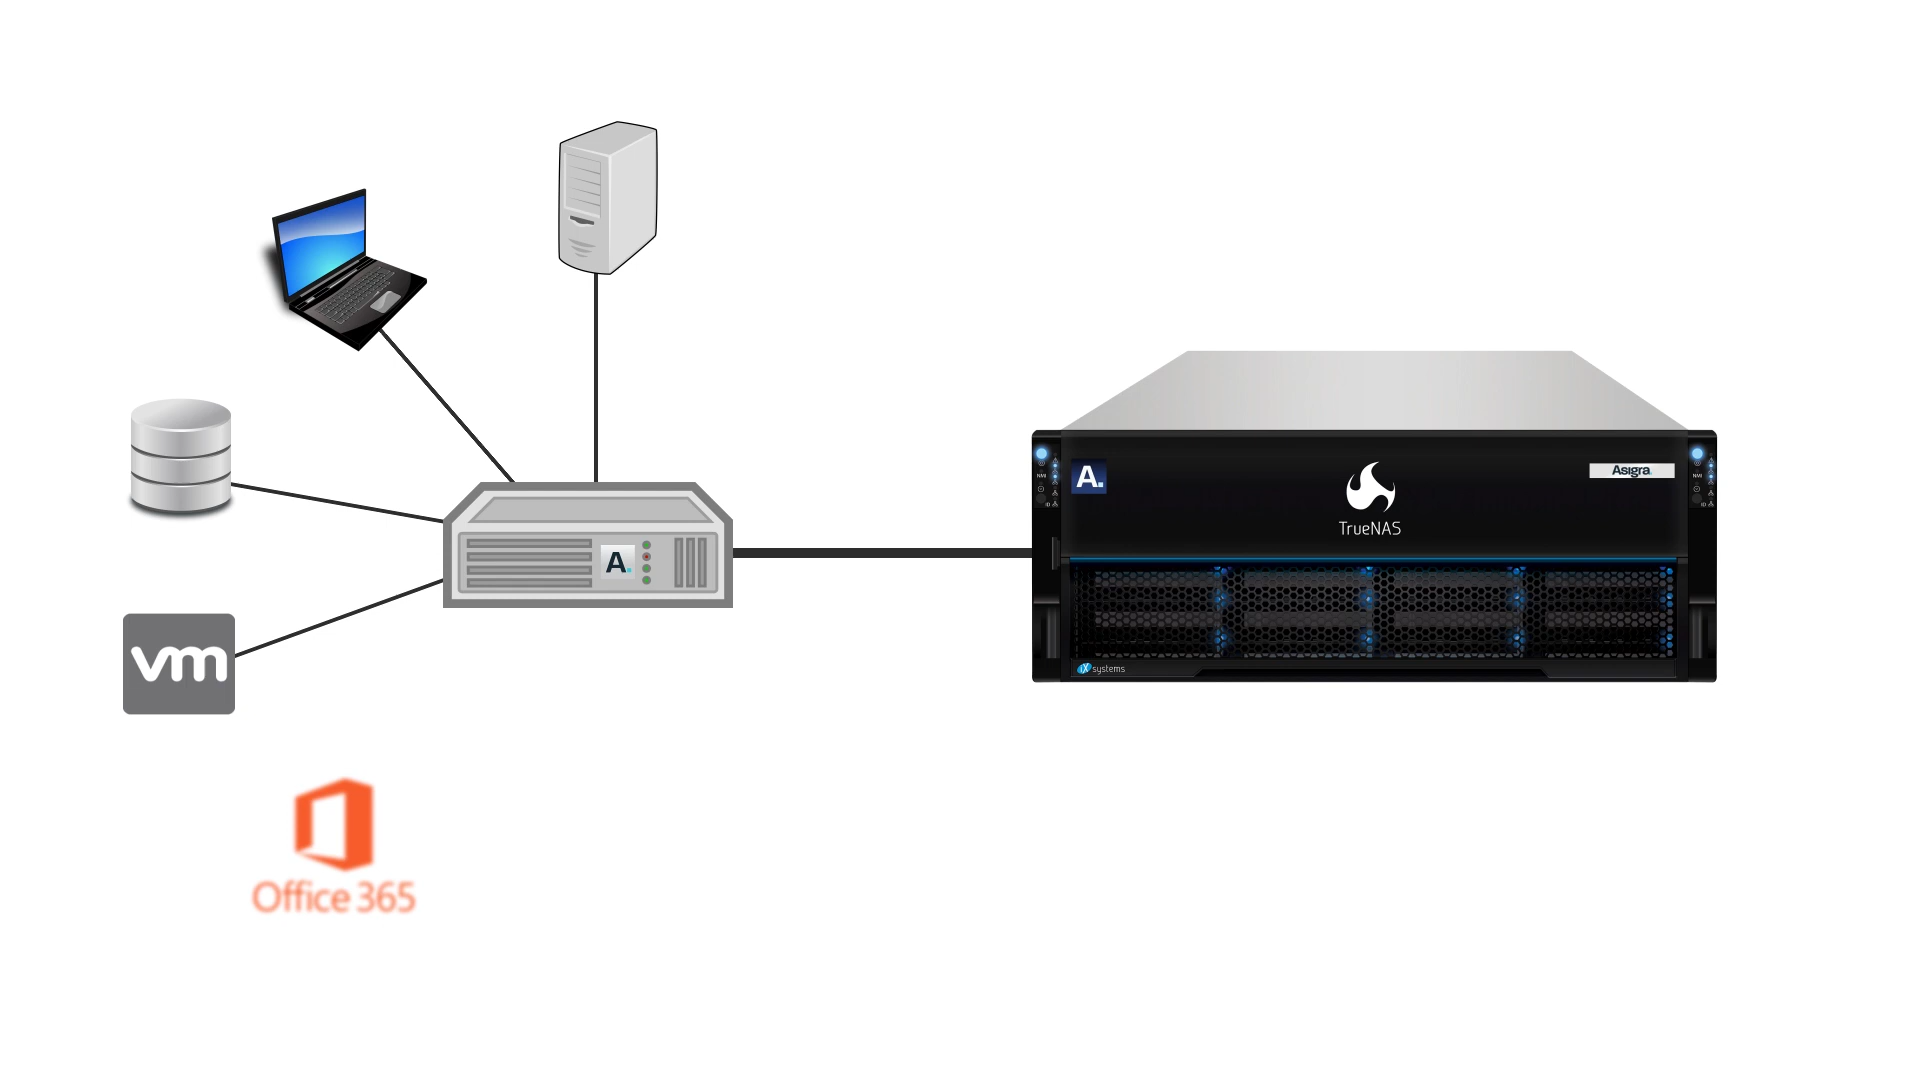 A.
Asigra
TrueNAS
A.
iX systems
vm
Office 365